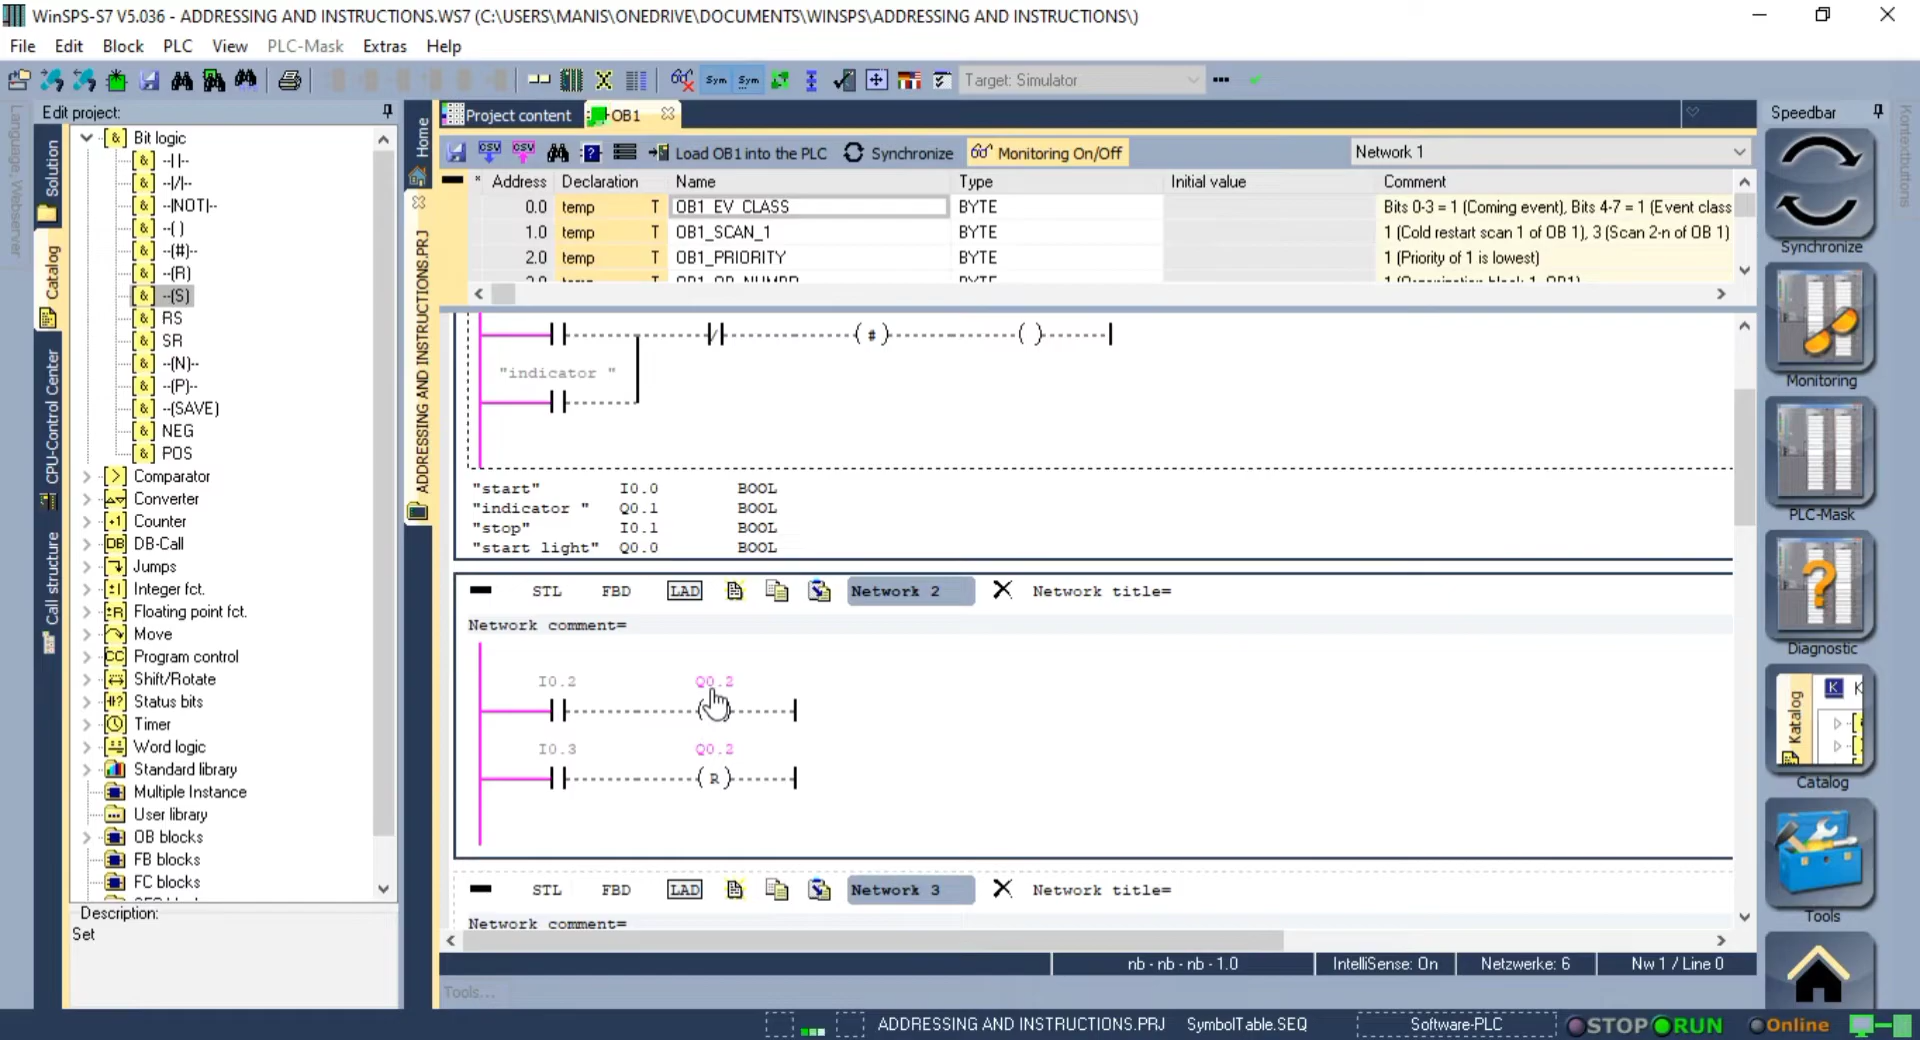 WinSPS-S7 V5.036 - ADDRESSING AND INSTRUCTIONS.WS7 (C:\USERS\MANIS\ONEDRIVE\DOCUMENTS\WINSPS\ADDRESSING AND INSTRUCTIONS\)
File Edit Block PLC View PLC-Mask Extras Help
Sym Sym Target: Simulator
Edit project:
Language, Webserver
Solution
Catalog
CPU-Control Center
Call structure
Bit logic
--| |--
--|/|--
--|NOT|--
--( )
--(#)--
--(R)
--(S)
RS
SR
--(N)--
--(P)--
--(SAVE)
NEG
POS
Comparator
Converter
Counter
DB-Call
Jumps
Integer fct.
Floating point fct.
Move
Program control
Shift/Rotate
Status bits
Timer
Word logic
Standard library
Multiple Instance
User library
OB blocks
FB blocks
FC blocks
Description:
Set
Home
ADDRESSING AND INSTRUCTIONS.PRJ
Project content OB1
CSV CSV Load OB1 into the PLC Synchronize Monitoring On/Off Network 1
* Address Declaration Name Type Initial value Comment
0.0 temp T OB1_EV_CLASS BYTE Bits 0-3 = 1 (Coming event), Bits 4-7 = 1 (Event class
1.0 temp T OB1_SCAN_1 BYTE 1 (Cold restart scan 1 of OB 1), 3 (Scan 2-n of OB 1)
2.0 temp T OB1_PRIORITY BYTE 1 (Priority of 1 is lowest)
( # ) ( )
"indicator "
"start" I0.0 BOOL
"indicator " Q0.1 BOOL
"stop" I0.1 BOOL
"start light" Q0.0 BOOL
STL FBD LAD Network 2 Network title=
Network comment=
I0.2 Q0.2
I0.3 Q0.2
( R )
STL FBD LAD Network 3 Network title=
Network comment=
nb - nb - nb - 1.0 IntelliSense: On Netzwerke: 6 Nw 1 / Line 0
Tools...
ADDRESSING AND INSTRUCTIONS.PRJ SymbolTable.SEQ Software-PLC STOP RUN Online
Speedbar
Synchronize
Monitoring
PLC-Mask
Diagnostic
Katalog
K
Catalog
Tools
Kontextbuttons